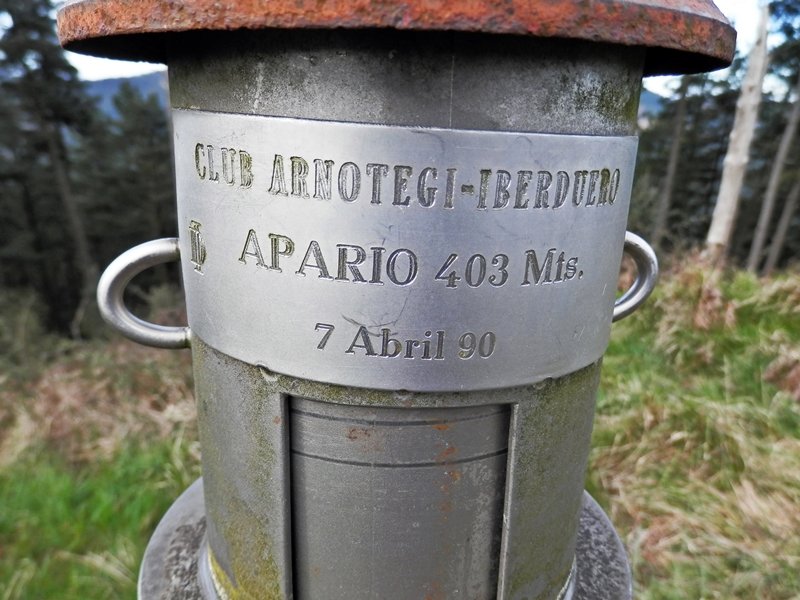 CLUB ARNOTEGI-IBERDUERO
APARIO 403 Mts.
7 Abril 90